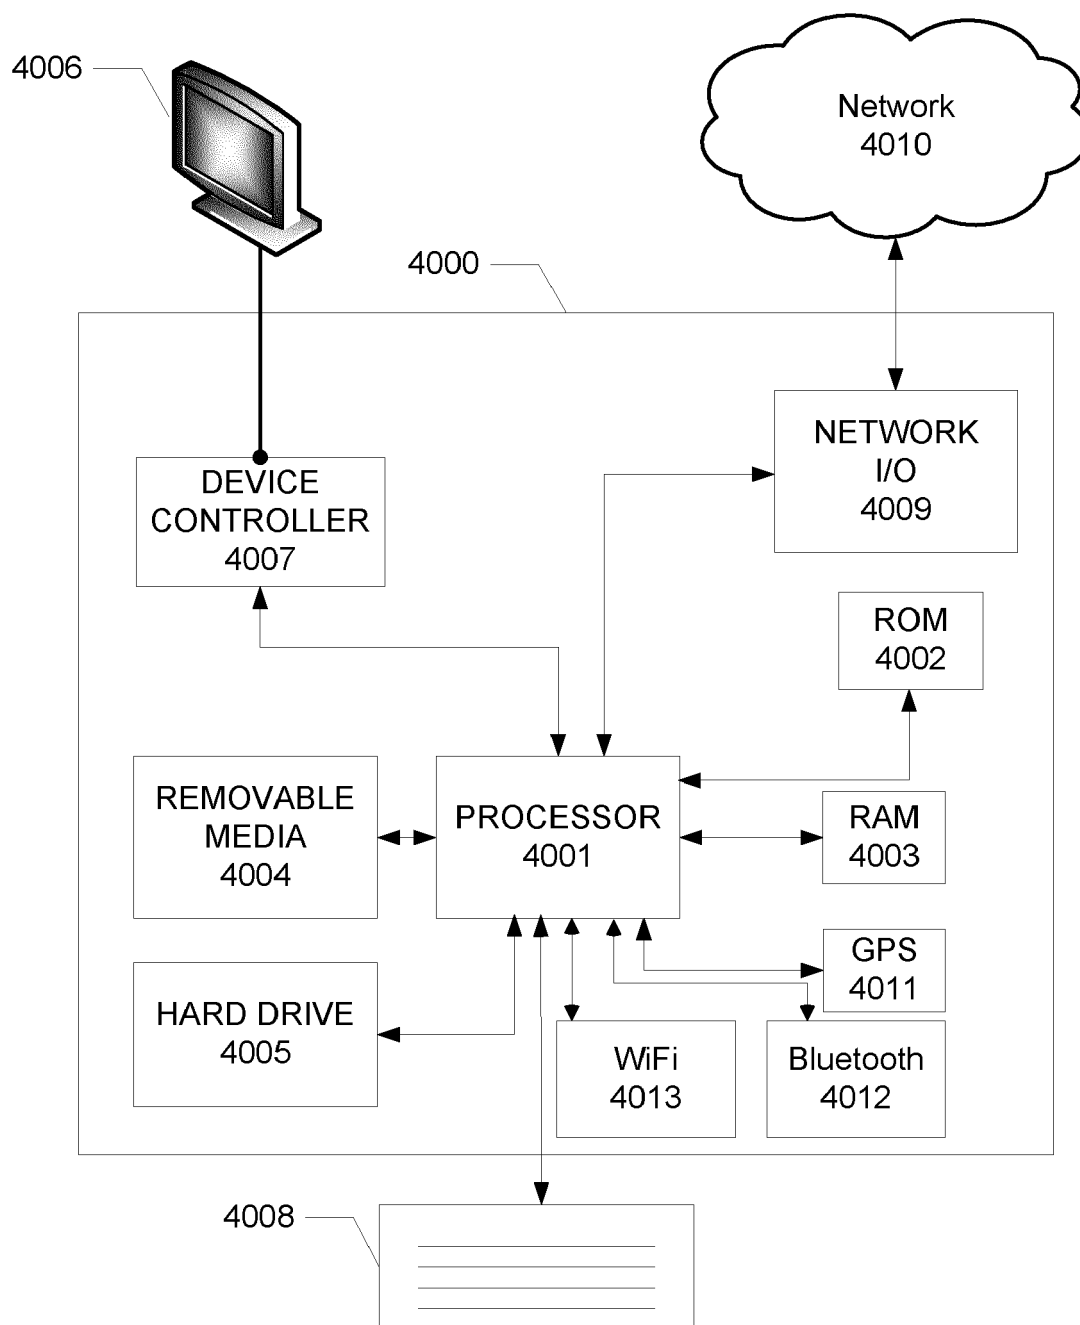 4006
Network
4010
4000
NETWORK
I/O
4009
DEVICE
CONTROLLER
4007
ROM
4002
REMOVABLE
MEDIA
4004
PROCESSOR
4001
RAM
4003
GPS
4011
HARD DRIVE
4005
WiFi
4013
Bluetooth
4012
4008